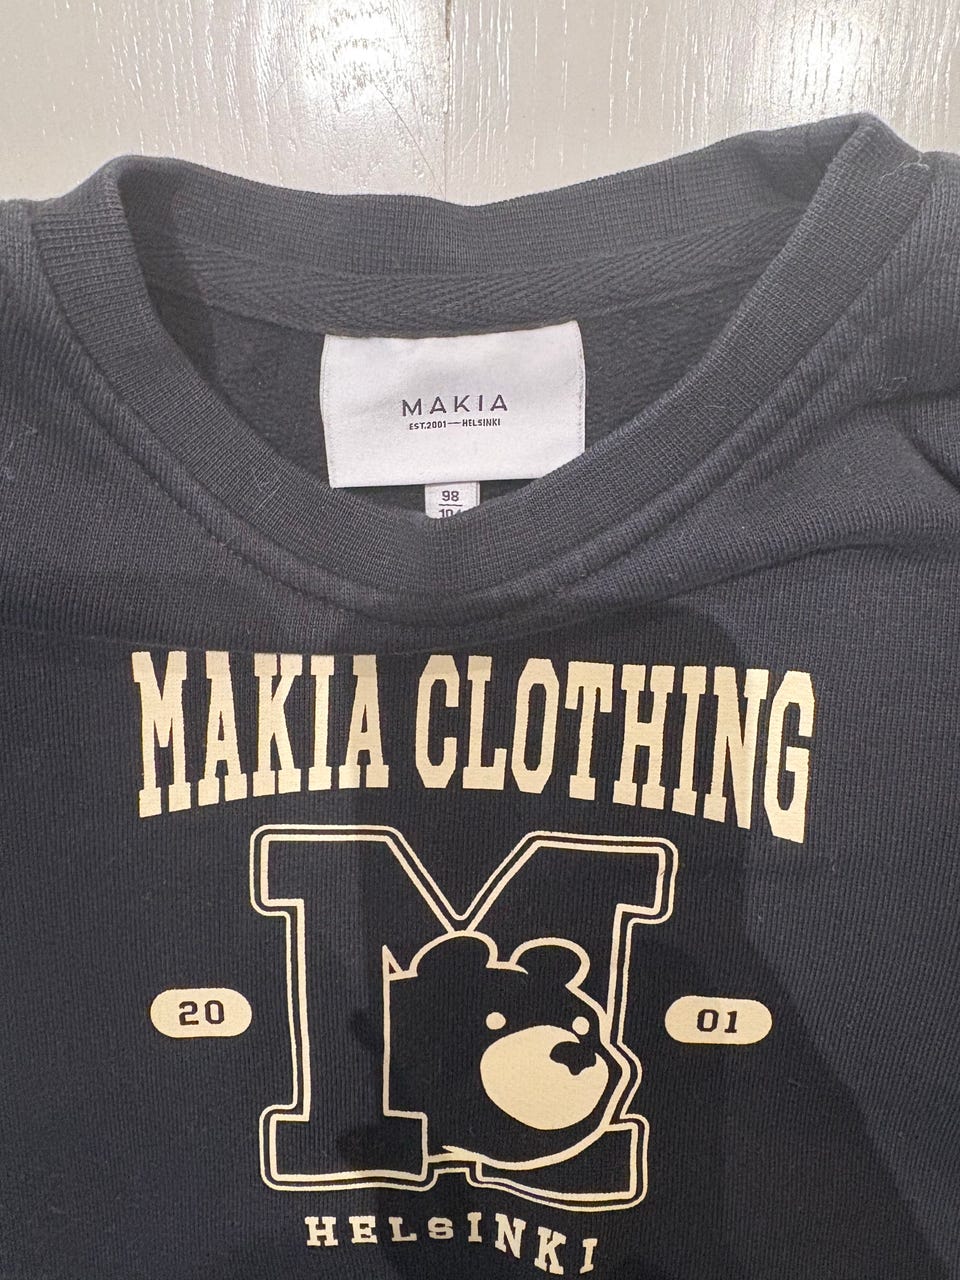 MAKIA
EST.2001—HELSINKI
98
MAKIA CLOTHING
20
01
HELSINKI